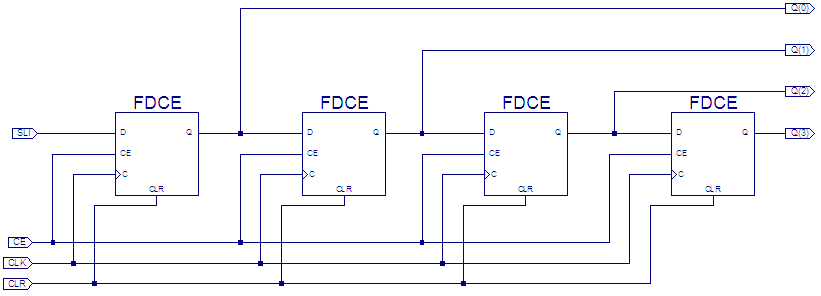 Q(0)
Q(1)
Q(2)
FDCE FDCE FDCE FDCE
SLI D Q D Q D Q D Q Q(3)
CE CE CE CE
C C C C
CLR CLR CLR CLR
CE
CLK
CLR